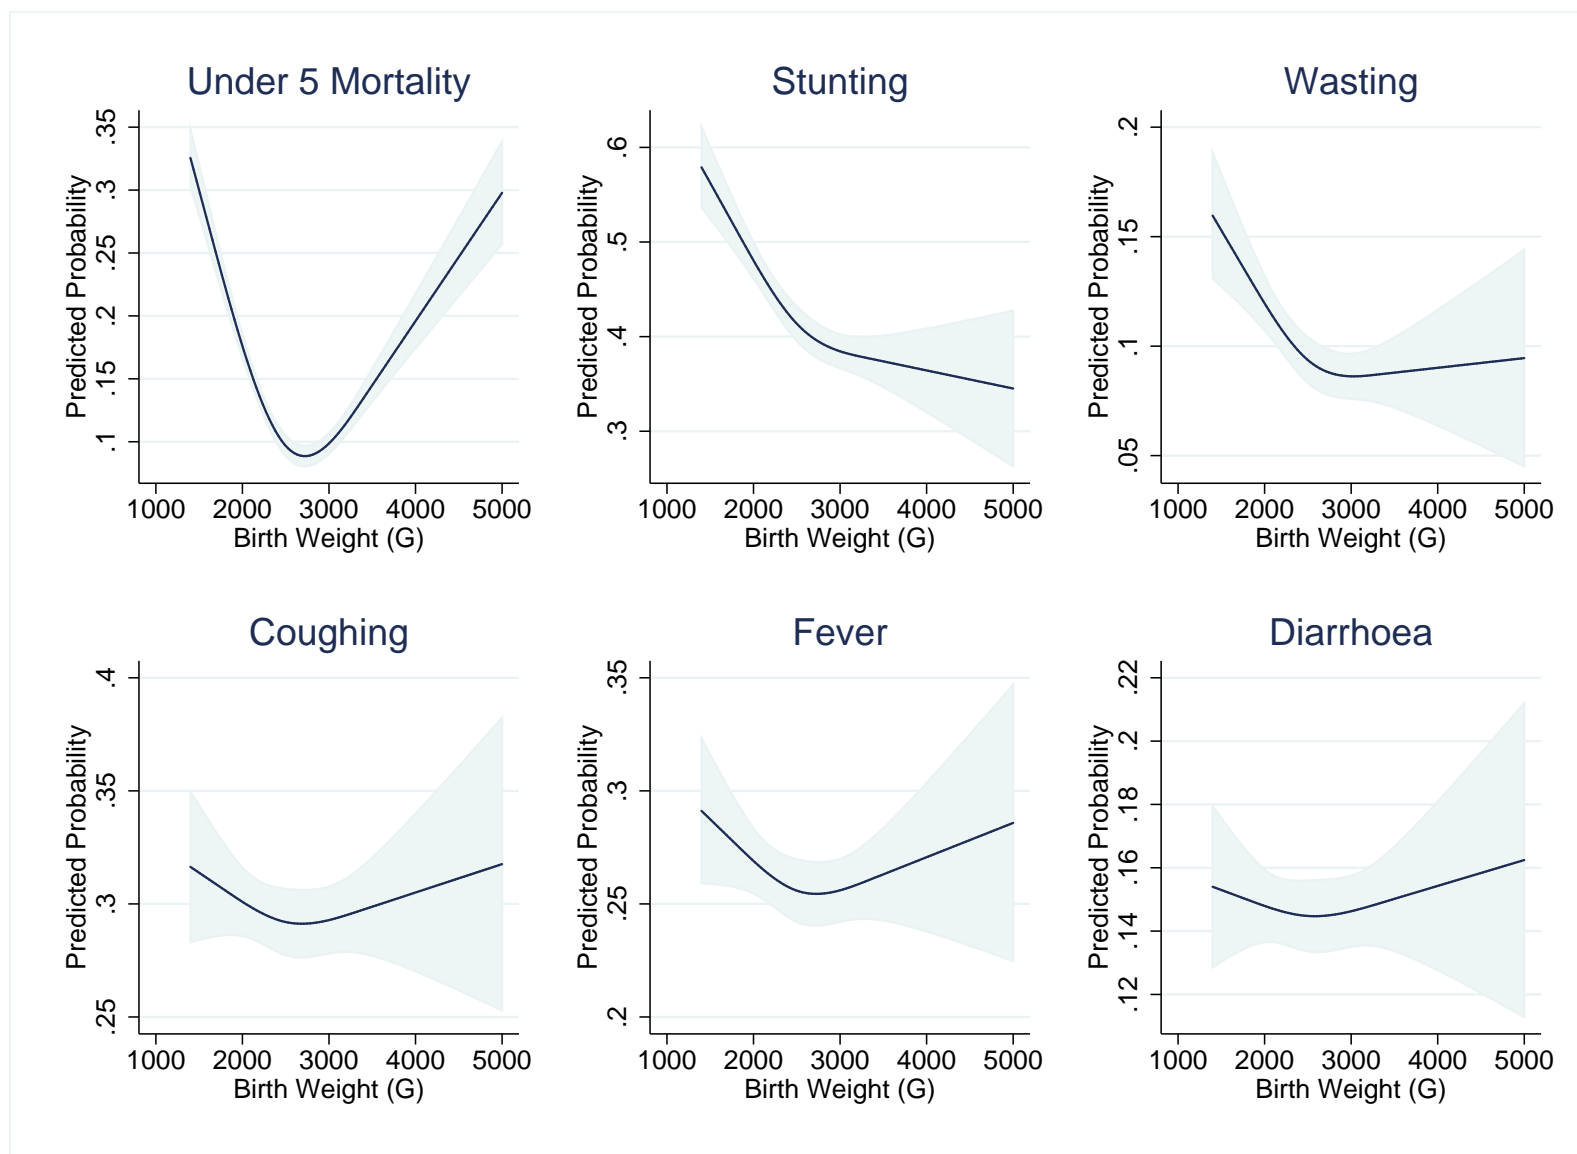 Under 5 Mortality
Predicted Probability
.35
.3
.25
.2
.15
.1
1000 2000 3000 4000 5000
Birth Weight (G)
Stunting
Predicted Probability
.6
.5
.4
.3
1000 2000 3000 4000 5000
Birth Weight (G)
Wasting
Predicted Probability
.2
.15
.1
.05
1000 2000 3000 4000 5000
Birth Weight (G)
Coughing
Predicted Probability
.4
.35
.3
.25
1000 2000 3000 4000 5000
Birth Weight (G)
Fever
Predicted Probability
.35
.3
.25
.2
1000 2000 3000 4000 5000
Birth Weight (G)
Diarrhoea
Predicted Probability
.22
.2
.18
.16
.14
.12
1000 2000 3000 4000 5000
Birth Weight (G)